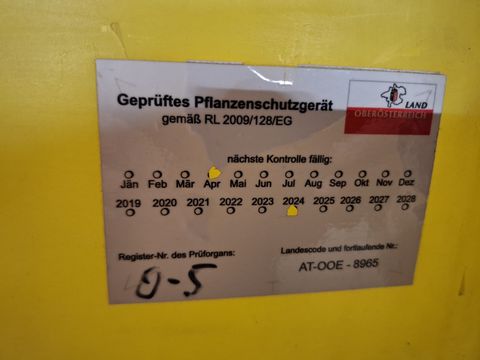 Geprüftes Pflanzenschutzgerät
gemäß RL 2009/128/EG
LAND
OBERÖSTERREICH
nächste Kontrolle fällig:
Jän Feb Mär Apr Mai Jun Jul Aug Sep Okt Nov Dez
2019 2020 2021 2022 2023 2024 2025 2026 2027 2028
Register-Nr. des Prüforgans:
Landescode und fortlaufende Nr.:
0-5
AT-OOE - 8965